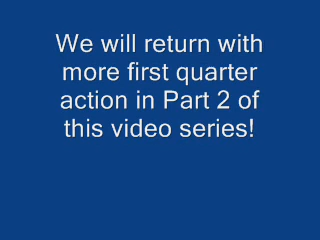 We will return with
more first quarter
action in Part 2 of
this video series!